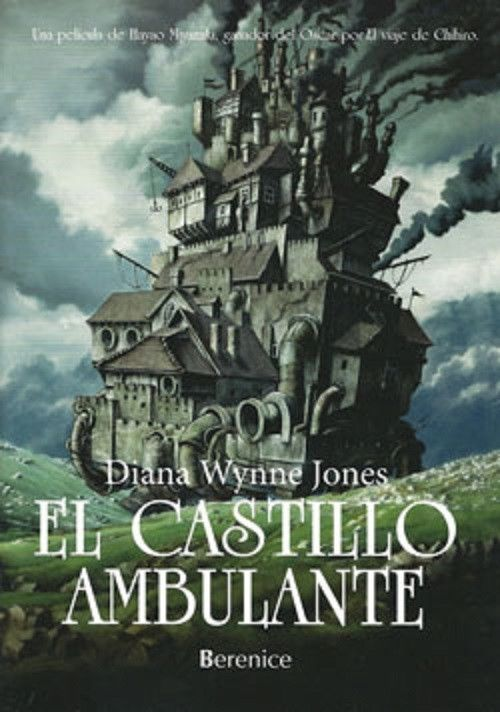 Una película de Hayao Miyazaki, ganador del Oscar por El viaje de Chihiro.
Diana Wynne Jones
EL CASTILLO
AMBULANTE
Berenice